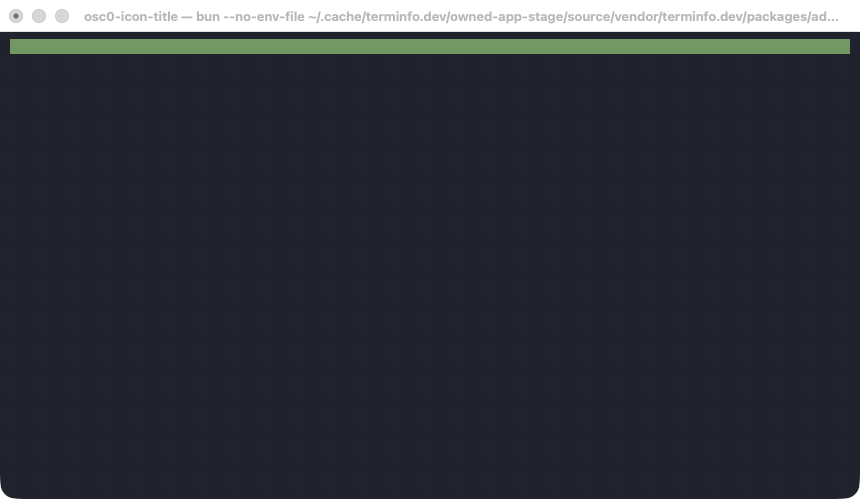 osc0-icon-title — bun --no-env-file ~/.cache/terminfo.dev/owned-app-stage/source/vendor/terminfo.dev/packages/ad...